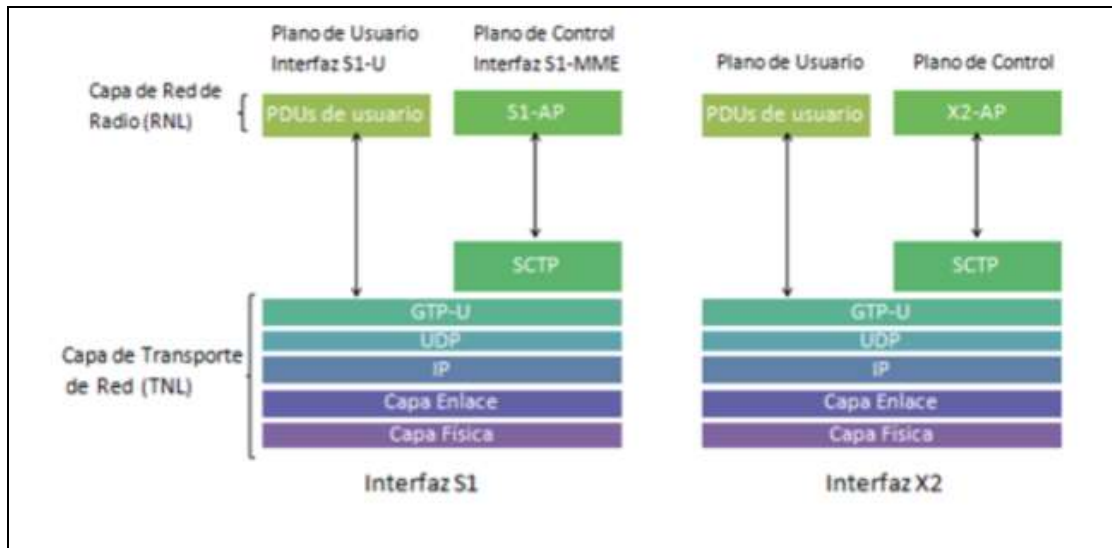 Plano de Usuario
Interfaz S1-U
Plano de Control
Interfaz S1-MME
Plano de Usuario
Plano de Control
Capa de Red de
Radio (RNL)
PDUs de usuario
S1-AP
PDUs de usuario
X2-AP
SCTP
SCTP
Capa de Transporte
de Red (TNL)
GTP-U
UDP
IP
Capa Enlace
Capa Física
GTP-U
UDP
IP
Capa Enlace
Capa Física
Interfaz S1
Interfaz X2